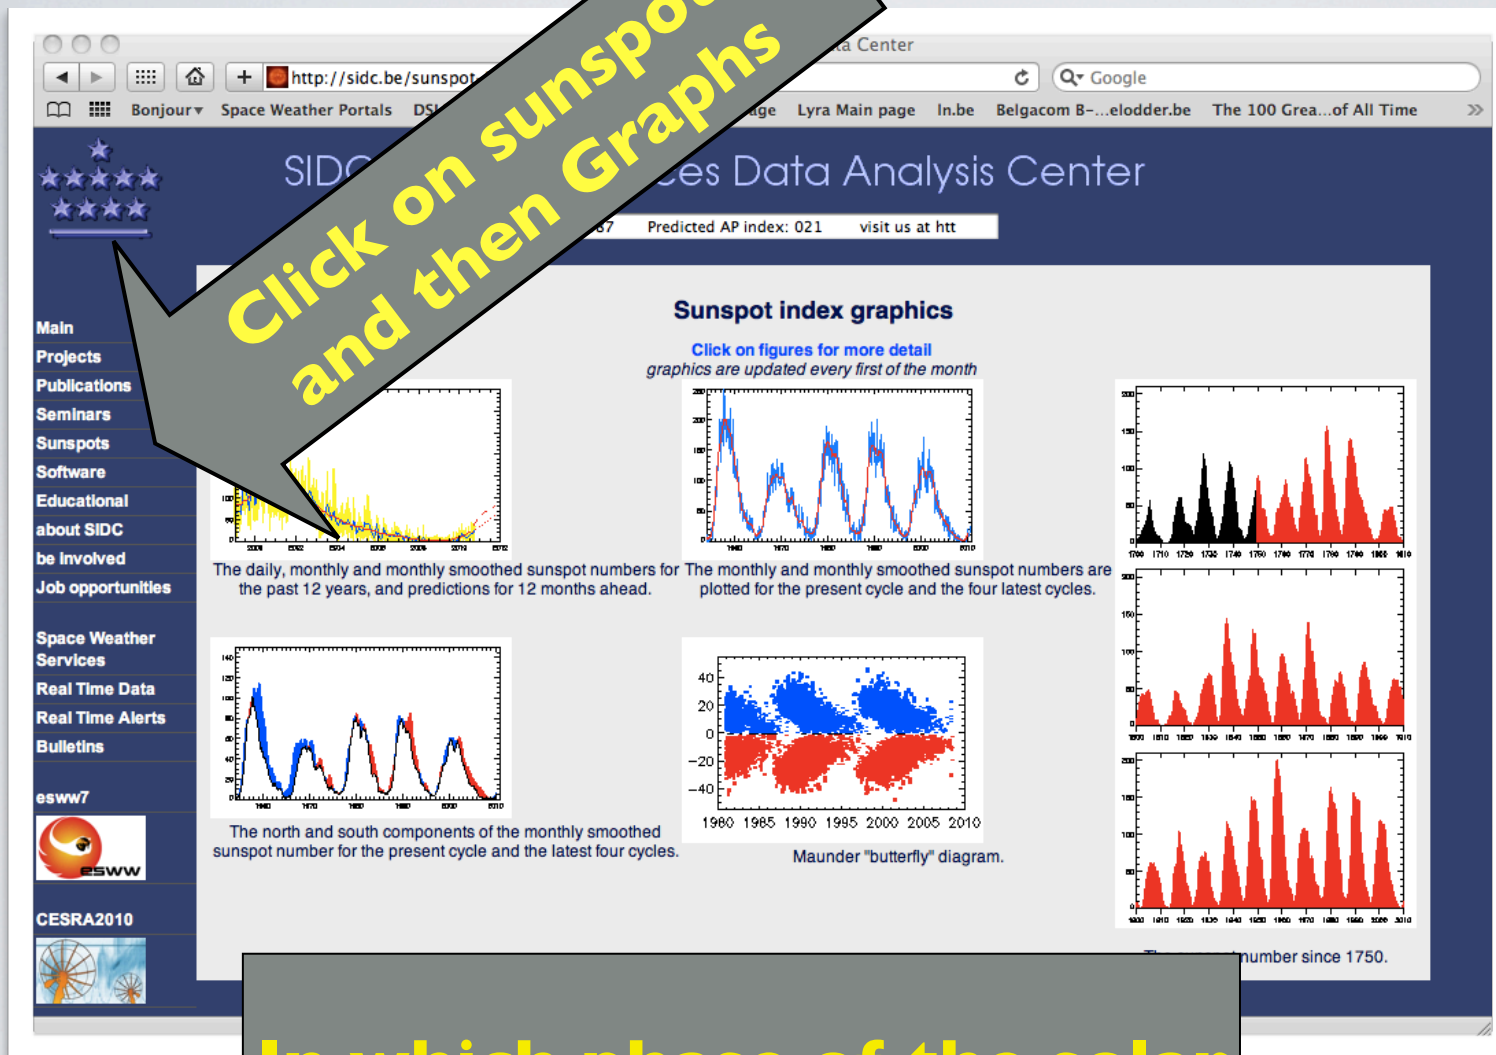 Click on sunspot
and then Graphs
a Center
http://sidc.be/sunspot-
Google
Bonjour
Space Weather Portals
Lyra Main page
In.be
Belgacom B-...elodder.be
The 100 Grea...of All Time
Data Analysis Center
Predicted AP index: 021
visit us at htt
Main
Projects
Publications
Seminars
Sunspots
Software
Educational
about SIDC
be involved
Job opportunities
Space Weather
Services
Real Time Data
Real Time Alerts
Bulletins
esww7
esww
CESRA2010
Sunspot index graphics
Click on figures for more detail
graphics are updated every first of the month
The daily, monthly and monthly smoothed sunspot numbers for
the past 12 years, and predictions for 12 months ahead.
The monthly and monthly smoothed sunspot numbers are
plotted for the present cycle and the four latest cycles.
The north and south components of the monthly smoothed
sunspot number for the present cycle and the latest four cycles.
40
20
0
-20
-40
1980 1985 1990 1995 2000 2005 2010
Maunder "butterfly" diagram.
number since 1750.
In which phase of the solar